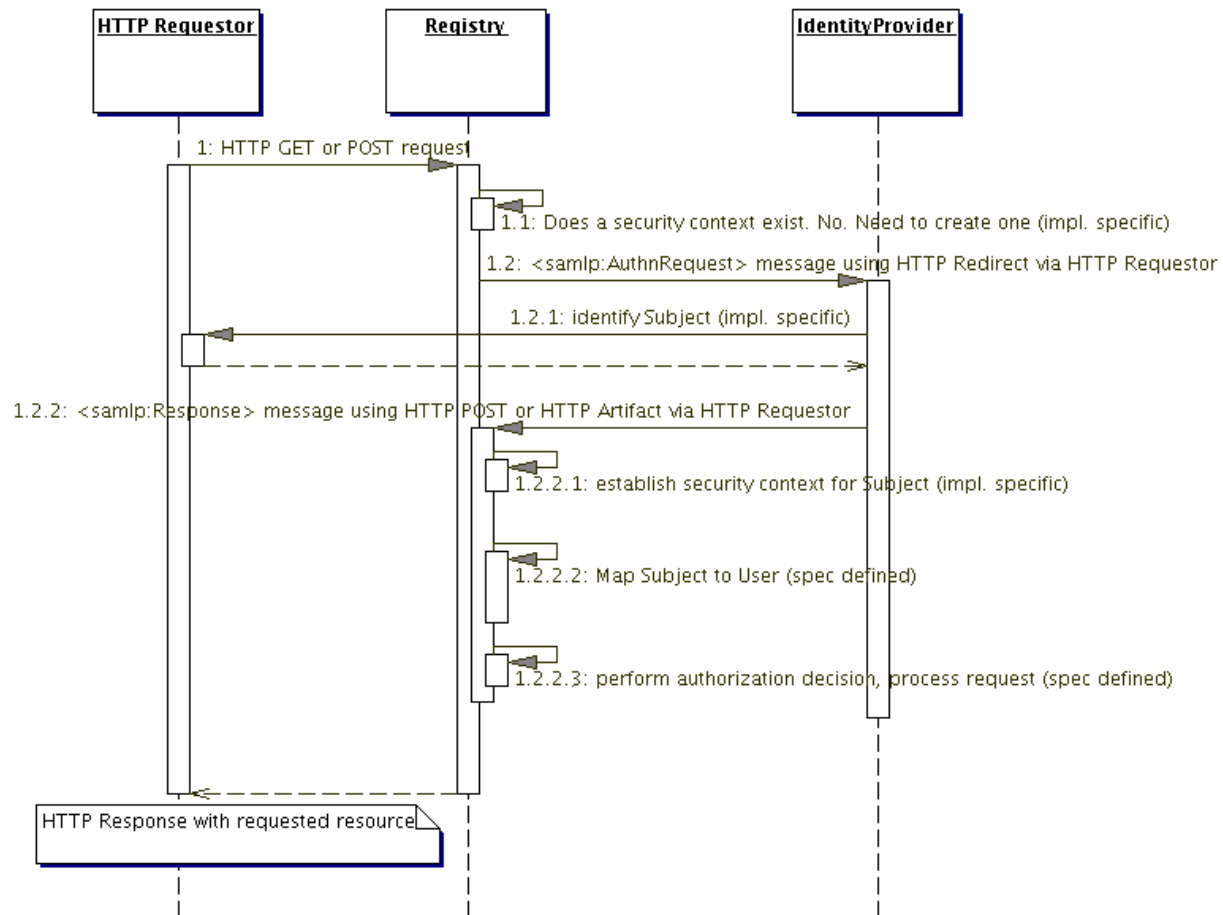 HTTP Requestor
Registry
IdentityProvider
1: HTTP GET or POST request
1.1: Does a security context exist. No. Need to create one (impl. specific)
1.2: <samlp:AuthnRequest> message using HTTP Redirect via HTTP Requestor
1.2.1: identify Subject (impl. specific)
1.2.2: <samlp:Response> message using HTTP POST or HTTP Artifact via HTTP Requestor
1.2.2.1: establish security context for Subject (impl. specific)
1.2.2.2: Map Subject to User (spec defined)
1.2.2.3: perform authorization decision, process request (spec defined)
HTTP Response with requested resource